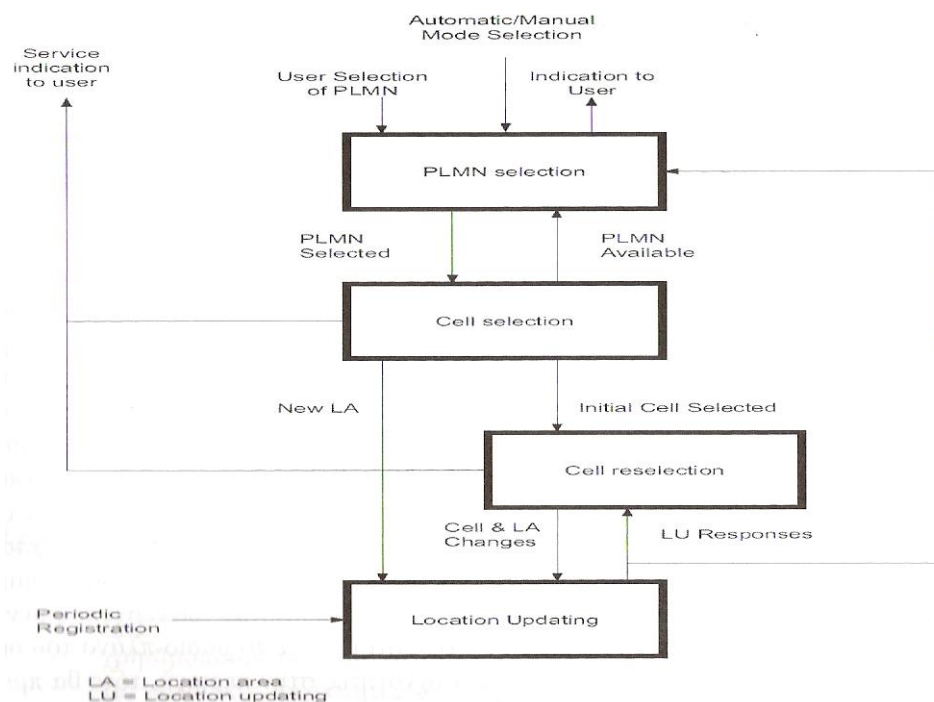 Automatic/Manual
Mode Selection
Service
indication
to user
User Selection
of PLMN
Indication to
User
PLMN selection
PLMN
Selected
PLMN
Available
Cell selection
New LA
Initial Cell Selected
Cell reselection
Cell & LA
Changes
LU Responses
Periodic
Registration
Location Updating
LA = Location area
LU = Location updating